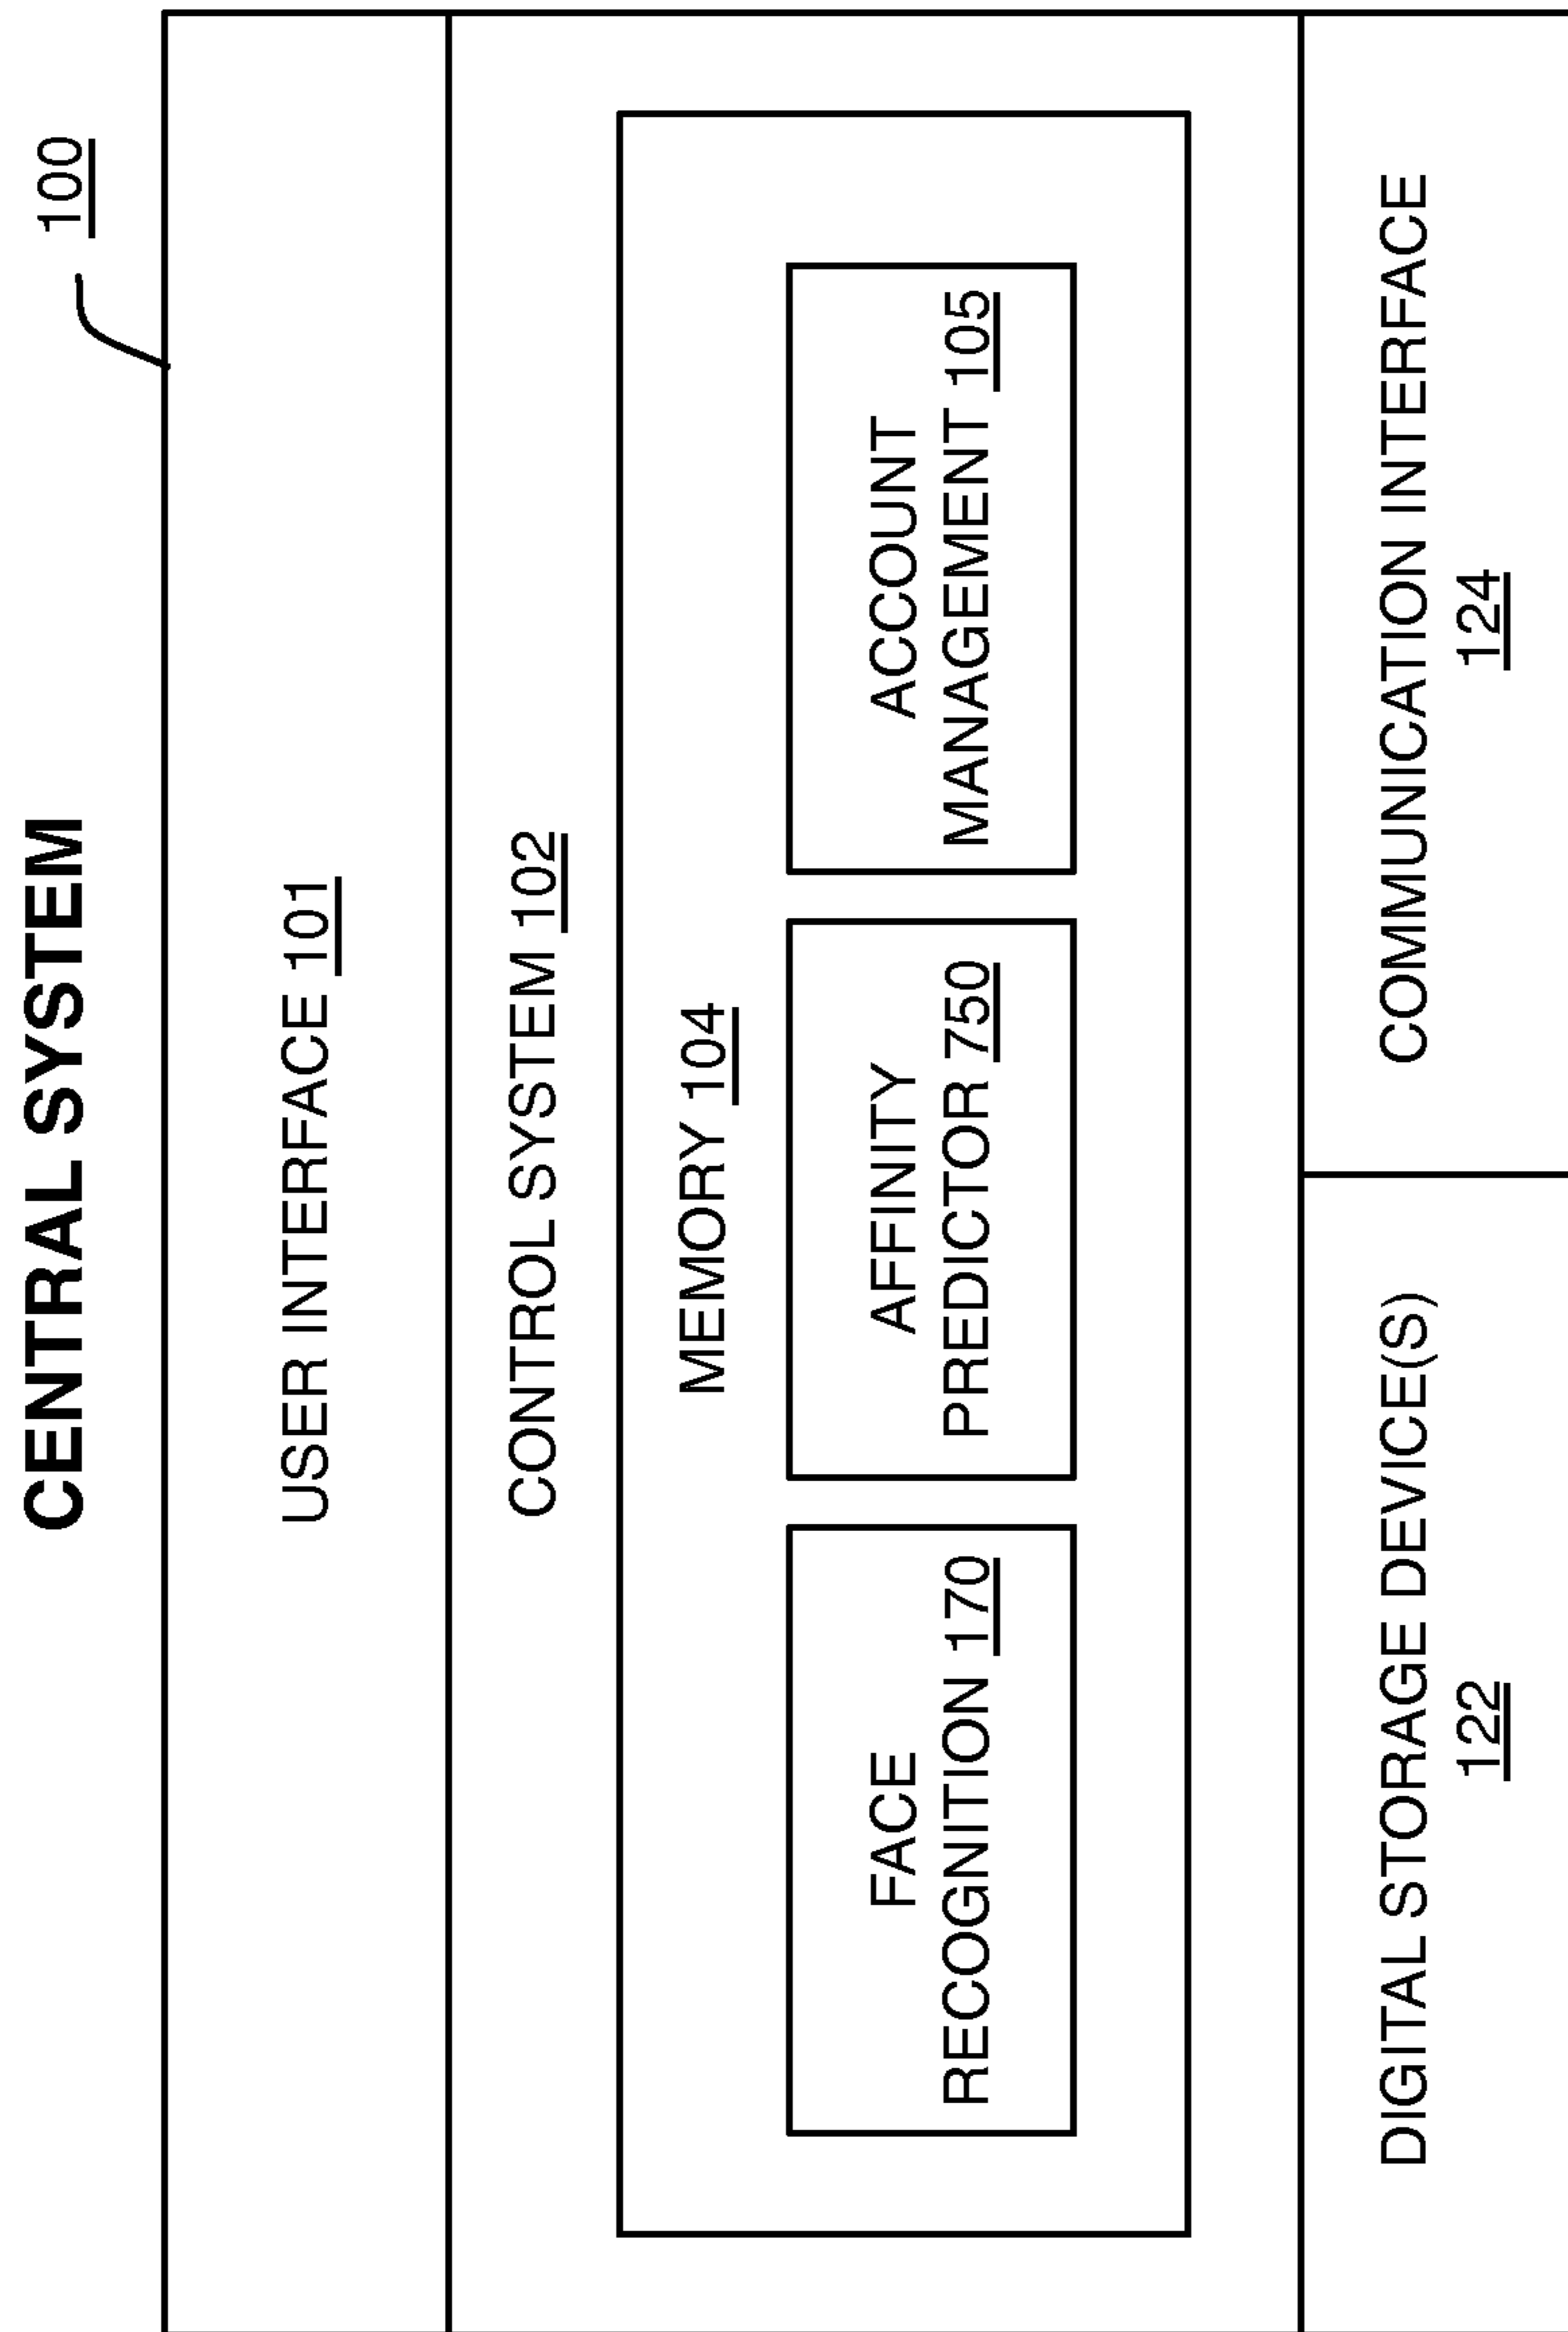 CENTRAL SYSTEM
100
USER INTERFACE 101
CONTROL SYSTEM 102
MEMORY 104
FACE
RECOGNITION 170
AFFINITY
PREDICTOR 750
ACCOUNT
MANAGEMENT 105
DIGITAL STORAGE DEVICE(S)
122
COMMUNICATION INTERFACE
124